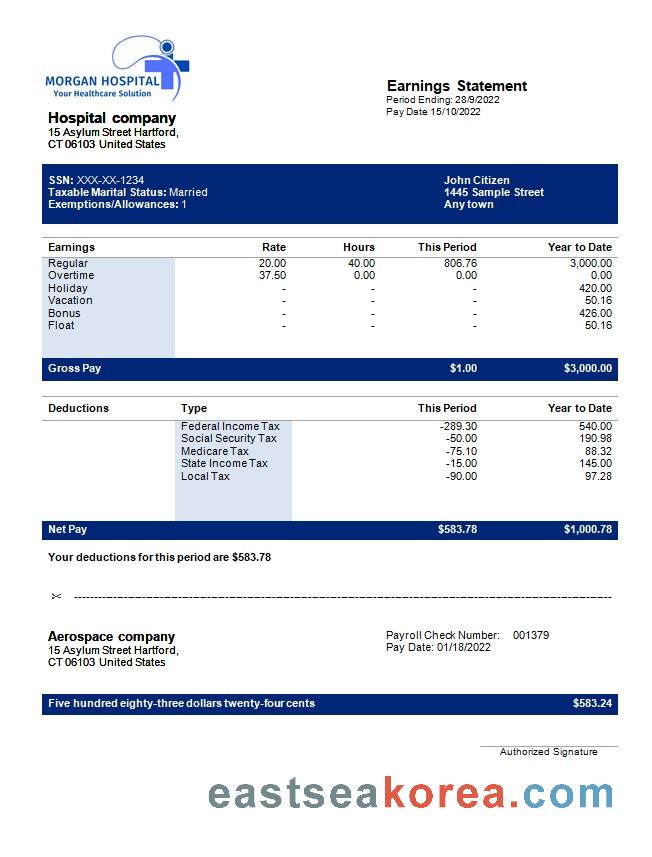 MORGAN HOSPITAL
Your Healthcare Solution
Hospital company
15 Asylum Street Hartford,
CT 06103 United States
Earnings Statement
Period Ending: 28/9/2022
Pay Date 15/10/2022
SSN: XXX-XX-1234
Taxable Marital Status: Married
Exemptions/Allowances: 1
John Citizen
1445 Sample Street
Any town
Earnings Rate Hours This Period Year to Date
Regular 20.00 40.00 806.76 3,000.00
Overtime 37.50 0.00 0.00 0.00
Holiday - - - 420.00
Vacation - - - 50.16
Bonus - - - 426.00
Float - - - 50.16
Gross Pay $1.00 $3,000.00
Deductions Type This Period Year to Date
Federal Income Tax -289.30 540.00
Social Security Tax -50.00 190.98
Medicare Tax -75.10 88.32
State Income Tax -15.00 145.00
Local Tax -90.00 97.28
Net Pay $583.78 $1,000.78
Your deductions for this period are $583.78
Aerospace company
15 Asylum Street Hartford,
CT 06103 United States
Payroll Check Number: 001379
Pay Date: 01/18/2022
Five hundred eighty-three dollars twenty-four cents $583.24
Authorized Signature
eastseakorea.com